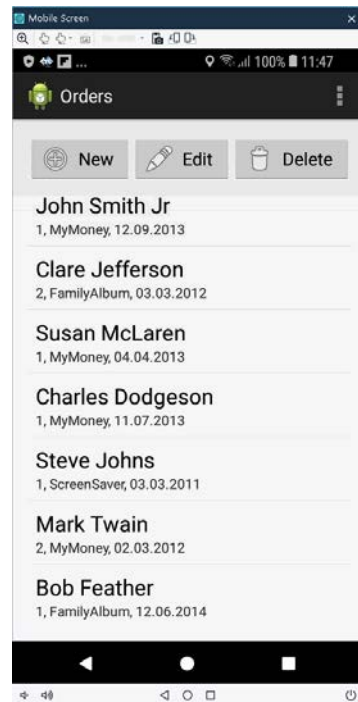 Mobile Screen
... 100% 11:47
Orders
New Edit Delete
John Smith Jr
1, MyMoney, 12.09.2013
Clare Jefferson
2, FamilyAlbum, 03.03.2012
Susan McLaren
1, MyMoney, 04.04.2013
Charles Dodgeson
1, MyMoney, 11.07.2013
Steve Johns
1, ScreenSaver, 03.03.2011
Mark Twain
2, MyMoney, 02.03.2012
Bob Feather
1, FamilyAlbum, 12.06.2014